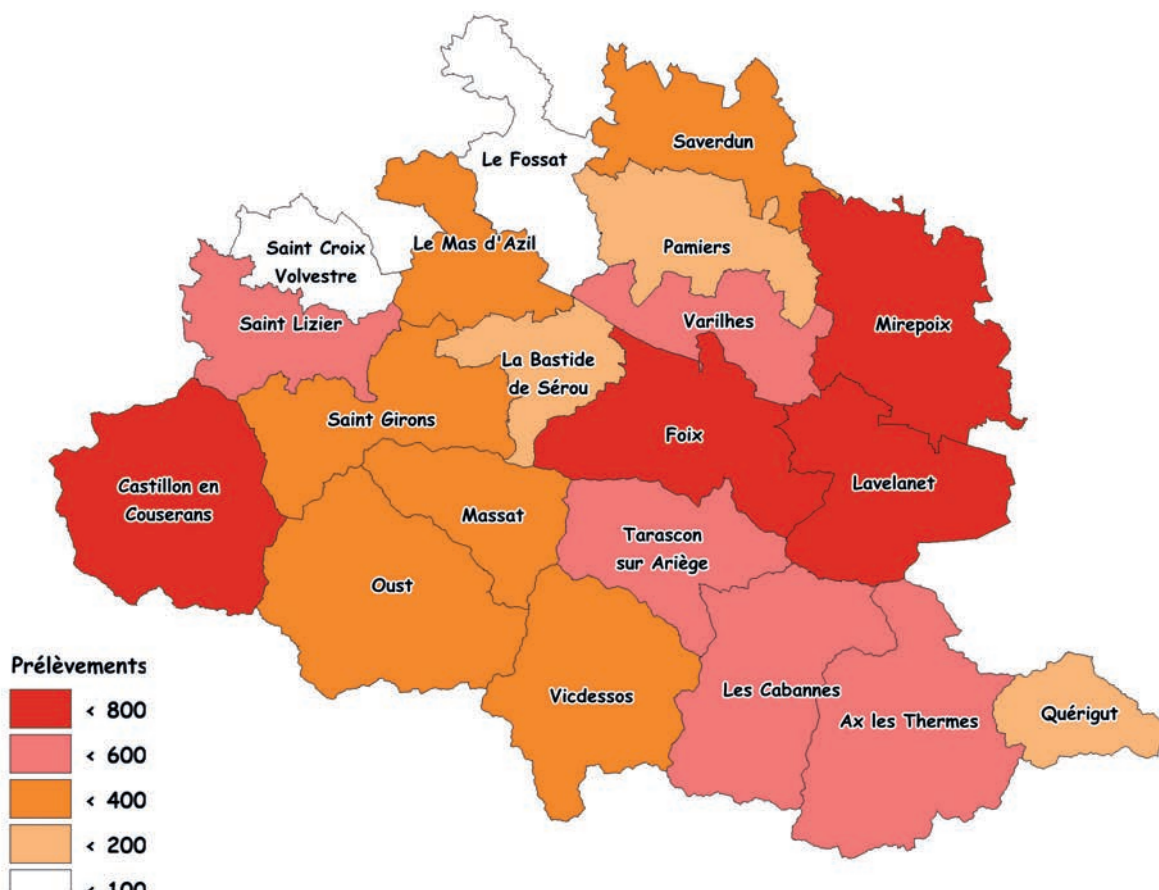 Le Fossat
Saverdun
Saint Croix
Volvestre
Le Mas d'Azil
Pamiers
Saint Lizier
Varilhes
Mirepoix
La Bastide
de Sérou
Saint Girons
Foix
Castillon en
Couserans
Massat
Lavelanet
Tarascon
sur Ariège
Oust
Vicdessos
Les Cabannes
Ax les Thermes
Quérigut
Prélèvements
< 800
< 600
< 400
< 200
< 100